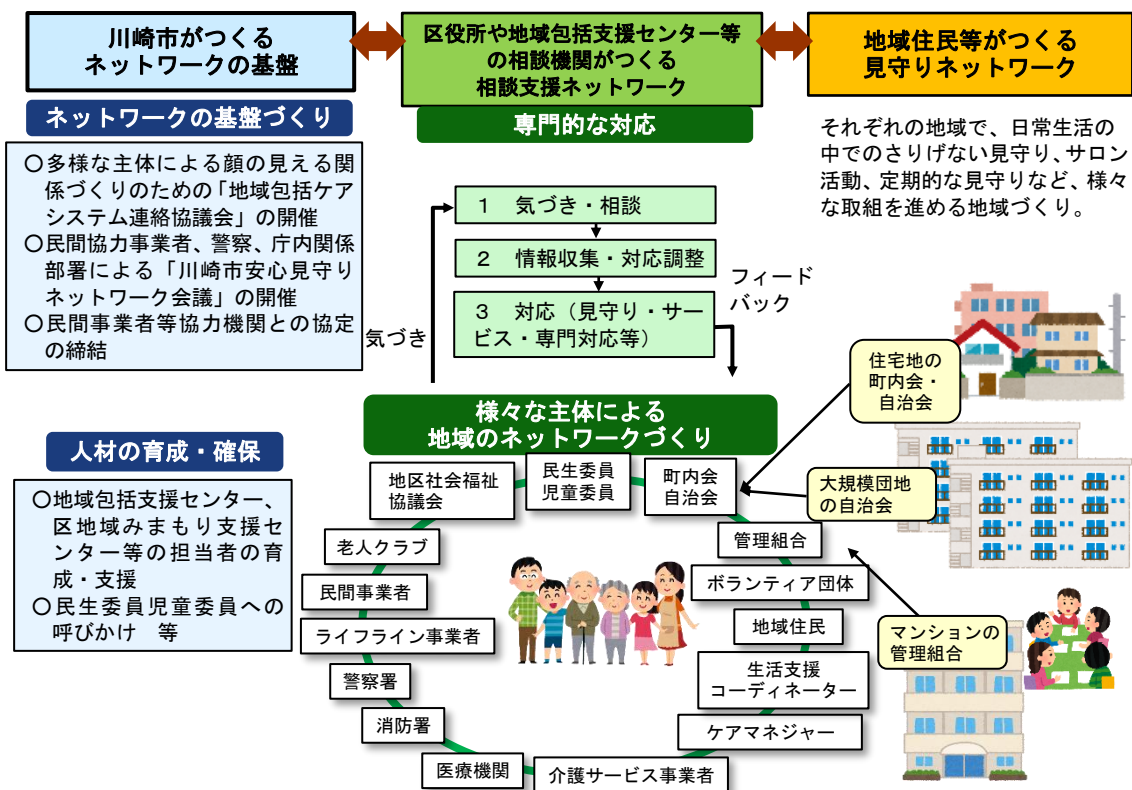 川崎市がつくる
ネットワークの基盤
区役所や地域包括支援センター等
の相談機関がつくる
相談支援ネットワーク
地域住民等がつくる
見守りネットワーク
ネットワークの基盤づくり
〇多様な主体による顔の見える関
係づくりのための「地域包括ケア
システム連絡協議会」の開催
〇民間協力事業者、警察、庁内関係
部署による「川崎市安心見守り
ネットワーク会議」の開催
〇民間事業者等協力機関との協定
の締結
人材の育成・確保
〇地域包括支援センター、
区地域みまもり支援セ
ンター等の担当者の育
成・支援
〇民生委員児童委員への
呼びかけ　等
専門的な対応
1　気づき・相談
2　情報収集・対応調整
3　対応（見守り・サー
ビス・専門対応等）
気づき
フィード
バック
様々な主体による
地域のネットワークづくり
地区社会福祉
協議会
民生委員
児童委員
町内会
自治会
老人クラブ
管理組合
民間事業者
ボランティア団体
ライフライン事業者
地域住民
警察署
生活支援
コーディネーター
消防署
ケアマネジャー
医療機関
介護サービス事業者
それぞれの地域で、日常生活の
中でのさりげない見守り、サロン
活動、定期的な見守りなど、様々
な取組を進める地域づくり。
住宅地の
町内会・
自治会
大規模団地
の自治会
マンションの
管理組合